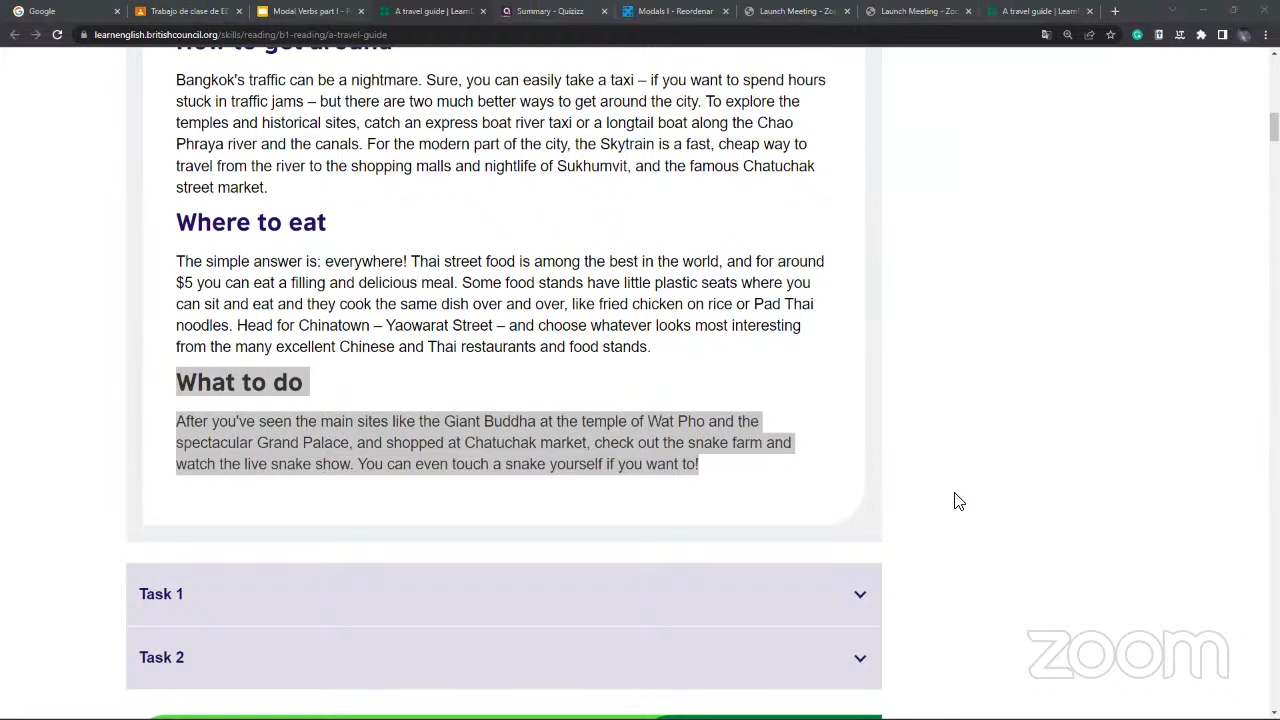 Google
Trabajo de clase de E
Modal Verbs part I - P
A travel guide | LearnE
Summary - Quizizz
Modals I - Reordenar
Launch Meeting - Zo
Launch Meeting - Zo
A travel guide | LearnE
learnenglish.britishcouncil.org/skills/reading/b1-reading/a-travel-guide
How to get around
Bangkok's traffic can be a nightmare. Sure, you can easily take a taxi – if you want to spend hours
stuck in traffic jams – but there are two much better ways to get around the city. To explore the
temples and historical sites, catch an express boat river taxi or a longtail boat along the Chao
Phraya river and the canals. For the modern part of the city, the Skytrain is a fast, cheap way to
travel from the river to the shopping malls and nightlife of Sukhumvit, and the famous Chatuchak
street market.
Where to eat
The simple answer is: everywhere! Thai street food is among the best in the world, and for around
$5 you can eat a filling and delicious meal. Some food stands have little plastic seats where you
can sit and eat and they cook the same dish over and over, like fried chicken on rice or Pad Thai
noodles. Head for Chinatown – Yaowarat Street – and choose whatever looks most interesting
from the many excellent Chinese and Thai restaurants and food stands.
What to do
After you've seen the main sites like the Giant Buddha at the temple of Wat Pho and the
spectacular Grand Palace, and shopped at Chatuchak market, check out the snake farm and
watch the live snake show. You can even touch a snake yourself if you want to!
Task 1
Task 2
zoom